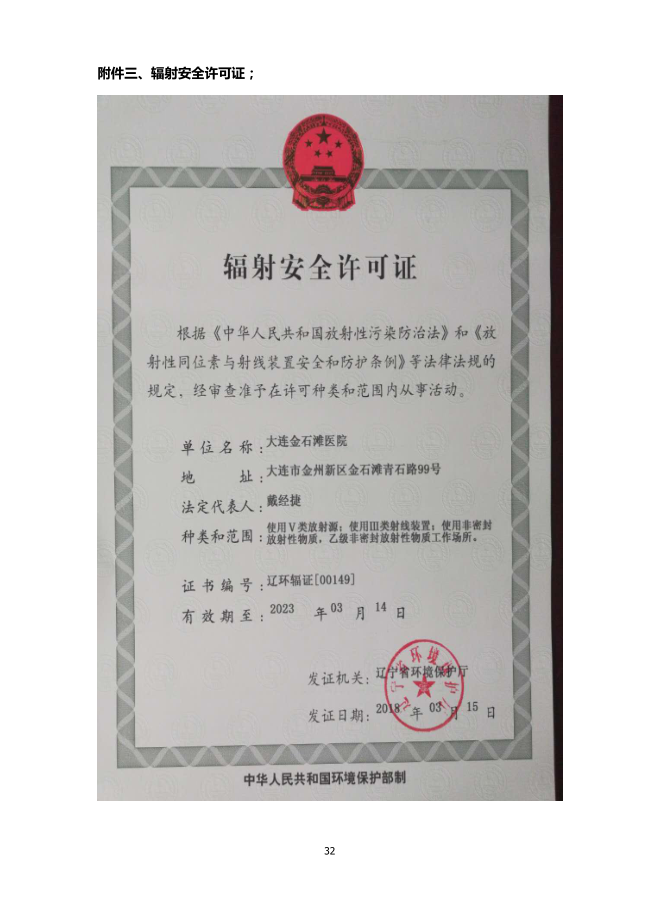 附件三、辐射安全许可证；
辐射安全许可证
根据《中华人民共和国放射性污染防治法》和《放
射性同位素与射线装置安全和防护条例》等法律法规的
规定，经审查准予在许可种类和范围内从事活动。
单位名称：大连金石滩医院
地 址：大连市金州新区金石滩青石路99号
法定代表人：戴经捷
种类和范围：使用Ⅴ类放射源；使用Ⅲ类射线装置；使用非密封
放射性物质，乙级非密封放射性物质工作场所。
证书编号：辽环辐证[00149]
有效期至：2023 年 03 月 14 日
发证机关：辽宁省环境保护厅
辽宁省环境保护厅
发证日期：2018 年 03 月 15 日
中华人民共和国环境保护部制
32